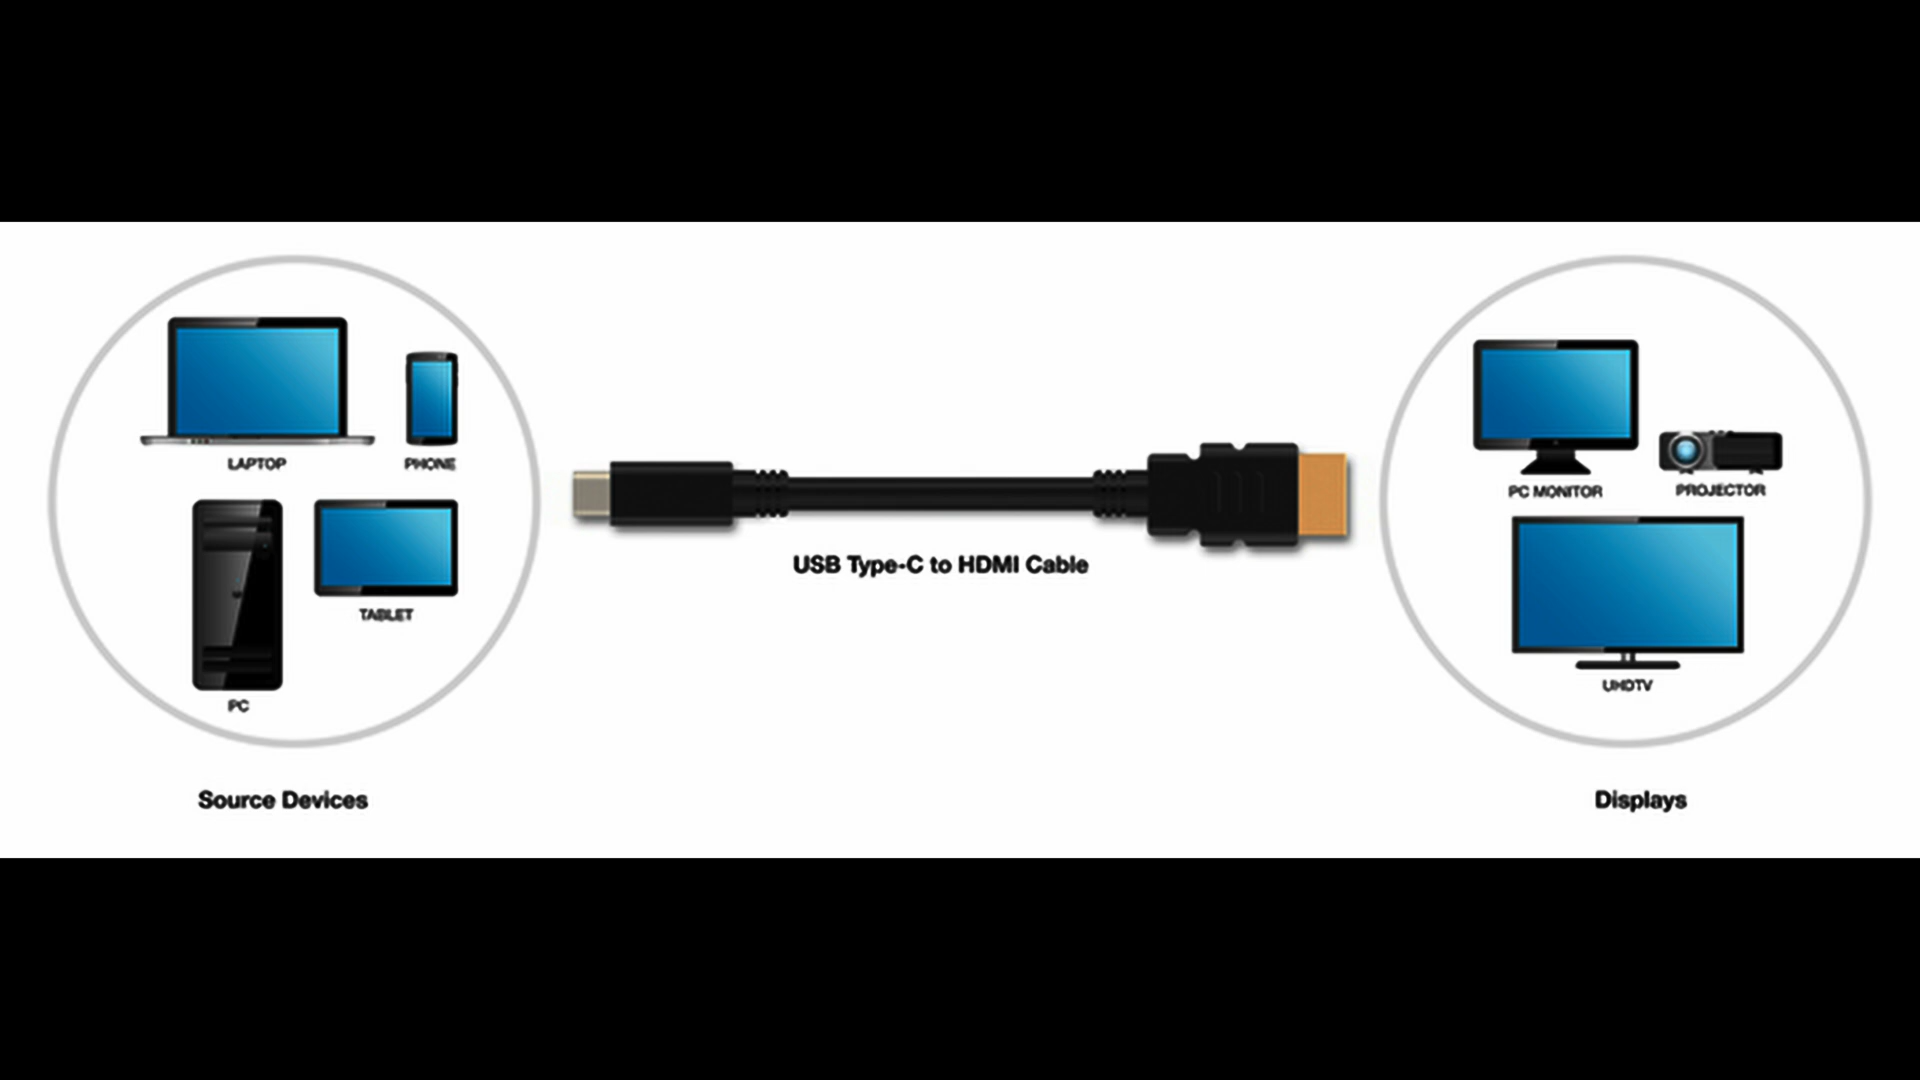 LAPTOP
PHONE
PC
TABLET
Source Devices
USB Type-C to HDMI Cable
PC MONITOR
PROJECTOR
UHDTV
Displays